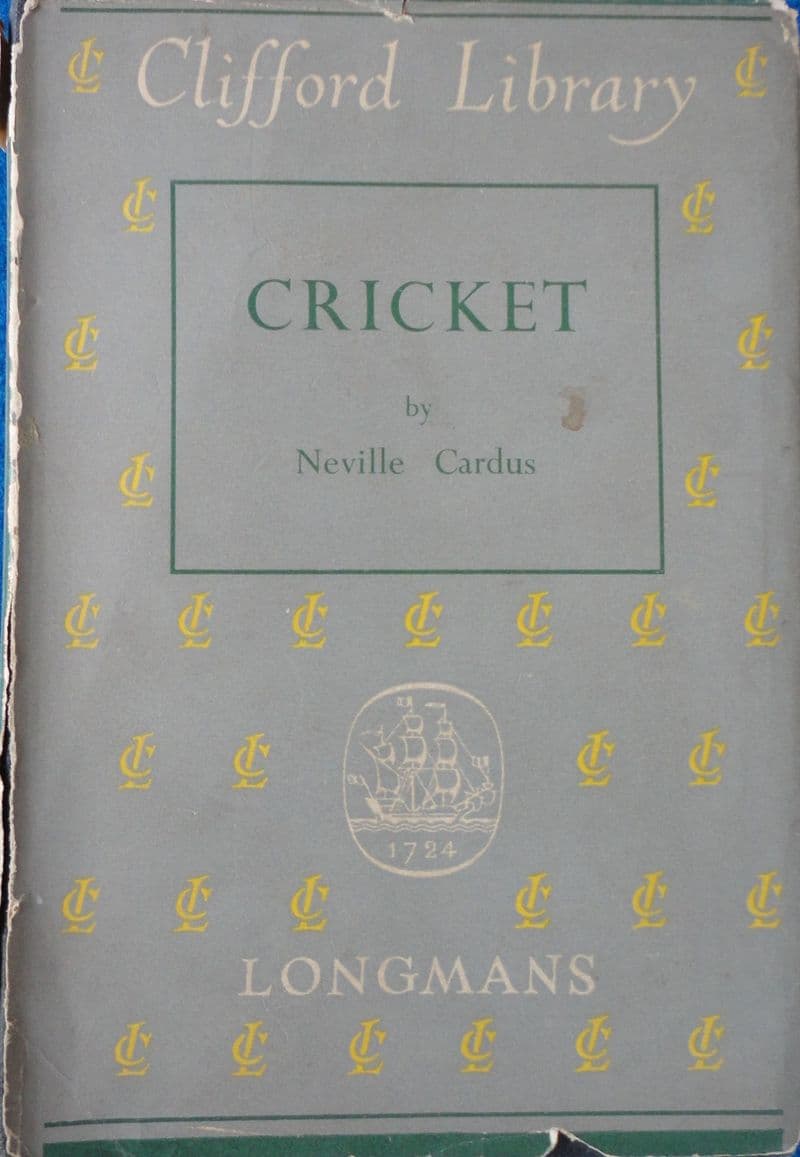 Clifford Library
CRICKET
by
Neville Cardus
1724
LONGMANS